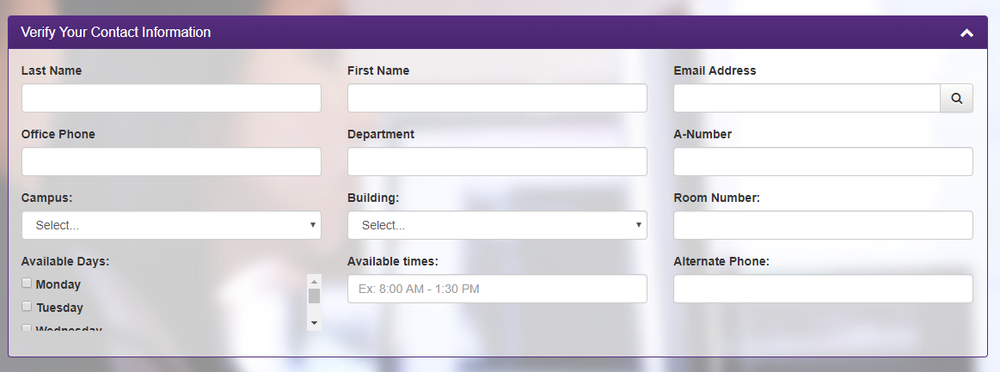 Verify Your Contact Information
Last Name First Name Email Address
Office Phone Department A-Number
Campus: Building: Room Number:
Select... Select...
Available Days: Available times: Alternate Phone:
Monday Ex: 8:00 AM - 1:30 PM
Tuesday
Wednesday